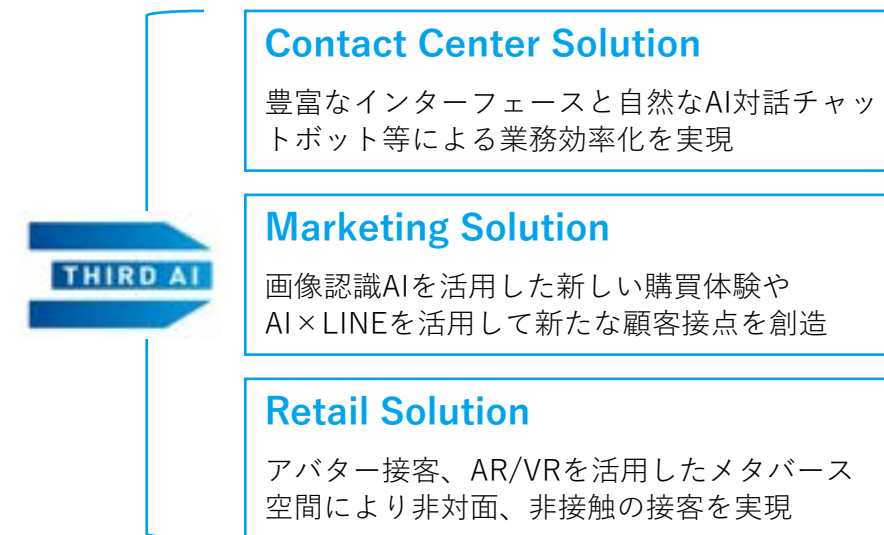 Contact Center Solution
豊富なインターフェースと自然なAI対話チャッ
トボット等による業務効率化を実現
THIRD AI
Marketing Solution
画像認識AIを活用した新しい購買体験や
AI×LINEを活用して新たな顧客接点を創造
Retail Solution
アバター接客、AR/VRを活用したメタバース
空間により非対面、非接触の接客を実現